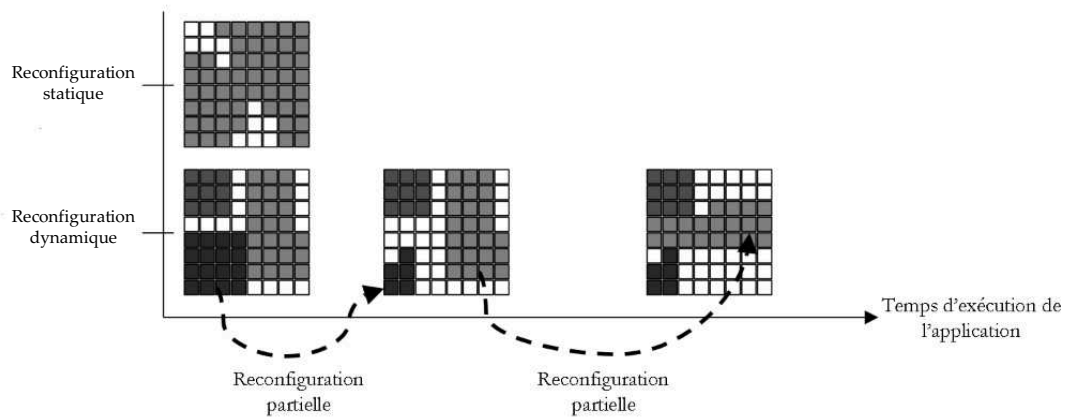 Reconfiguration
statique
Reconfiguration
dynamique
Temps d'exécution de
l'application
Reconfiguration
partielle
Reconfiguration
partielle